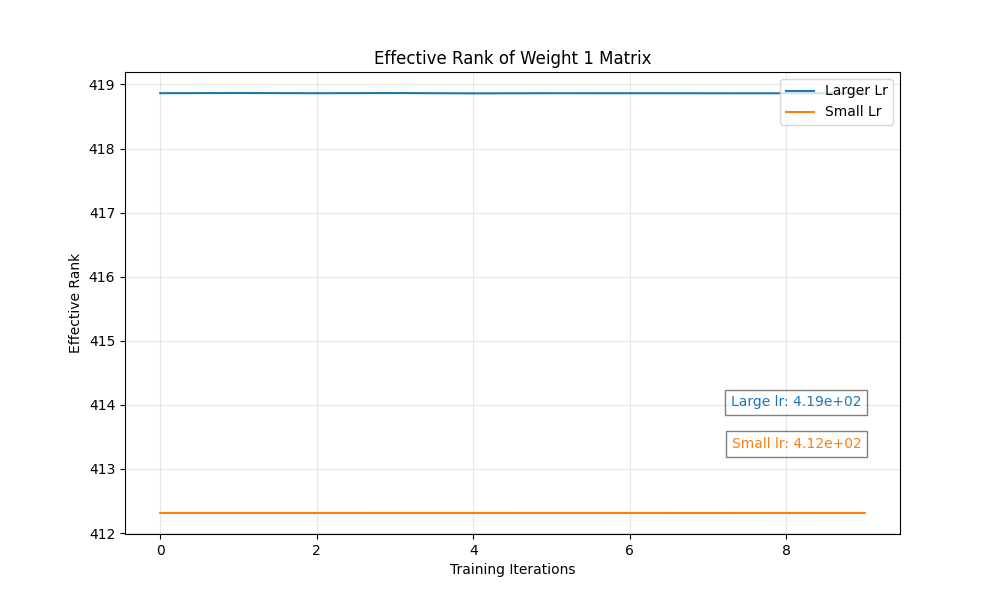 Effective Rank of Weight 1 Matrix
419
418
417
416
415
414
413
412
Effective Rank
Larger Lr
Small Lr
Large lr: 4.19e+02
Small lr: 4.12e+02
0
2
4
6
8
Training Iterations